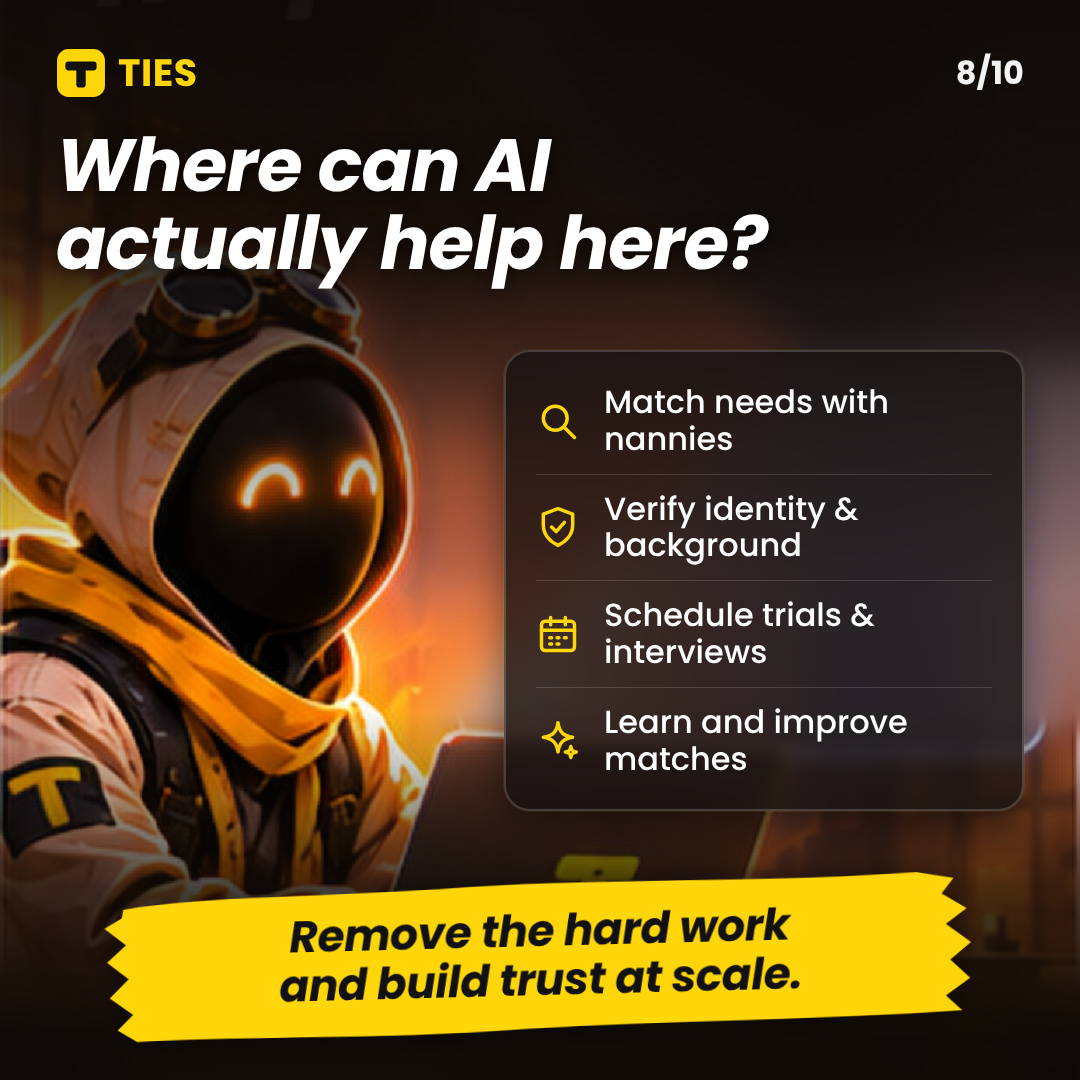 T TIES
8/10
Where can AI
actually help here?
Match needs with
nannies
Verify identity &
background
Schedule trials &
interviews
Learn and improve
matches
T
Remove the hard work
and build trust at scale.